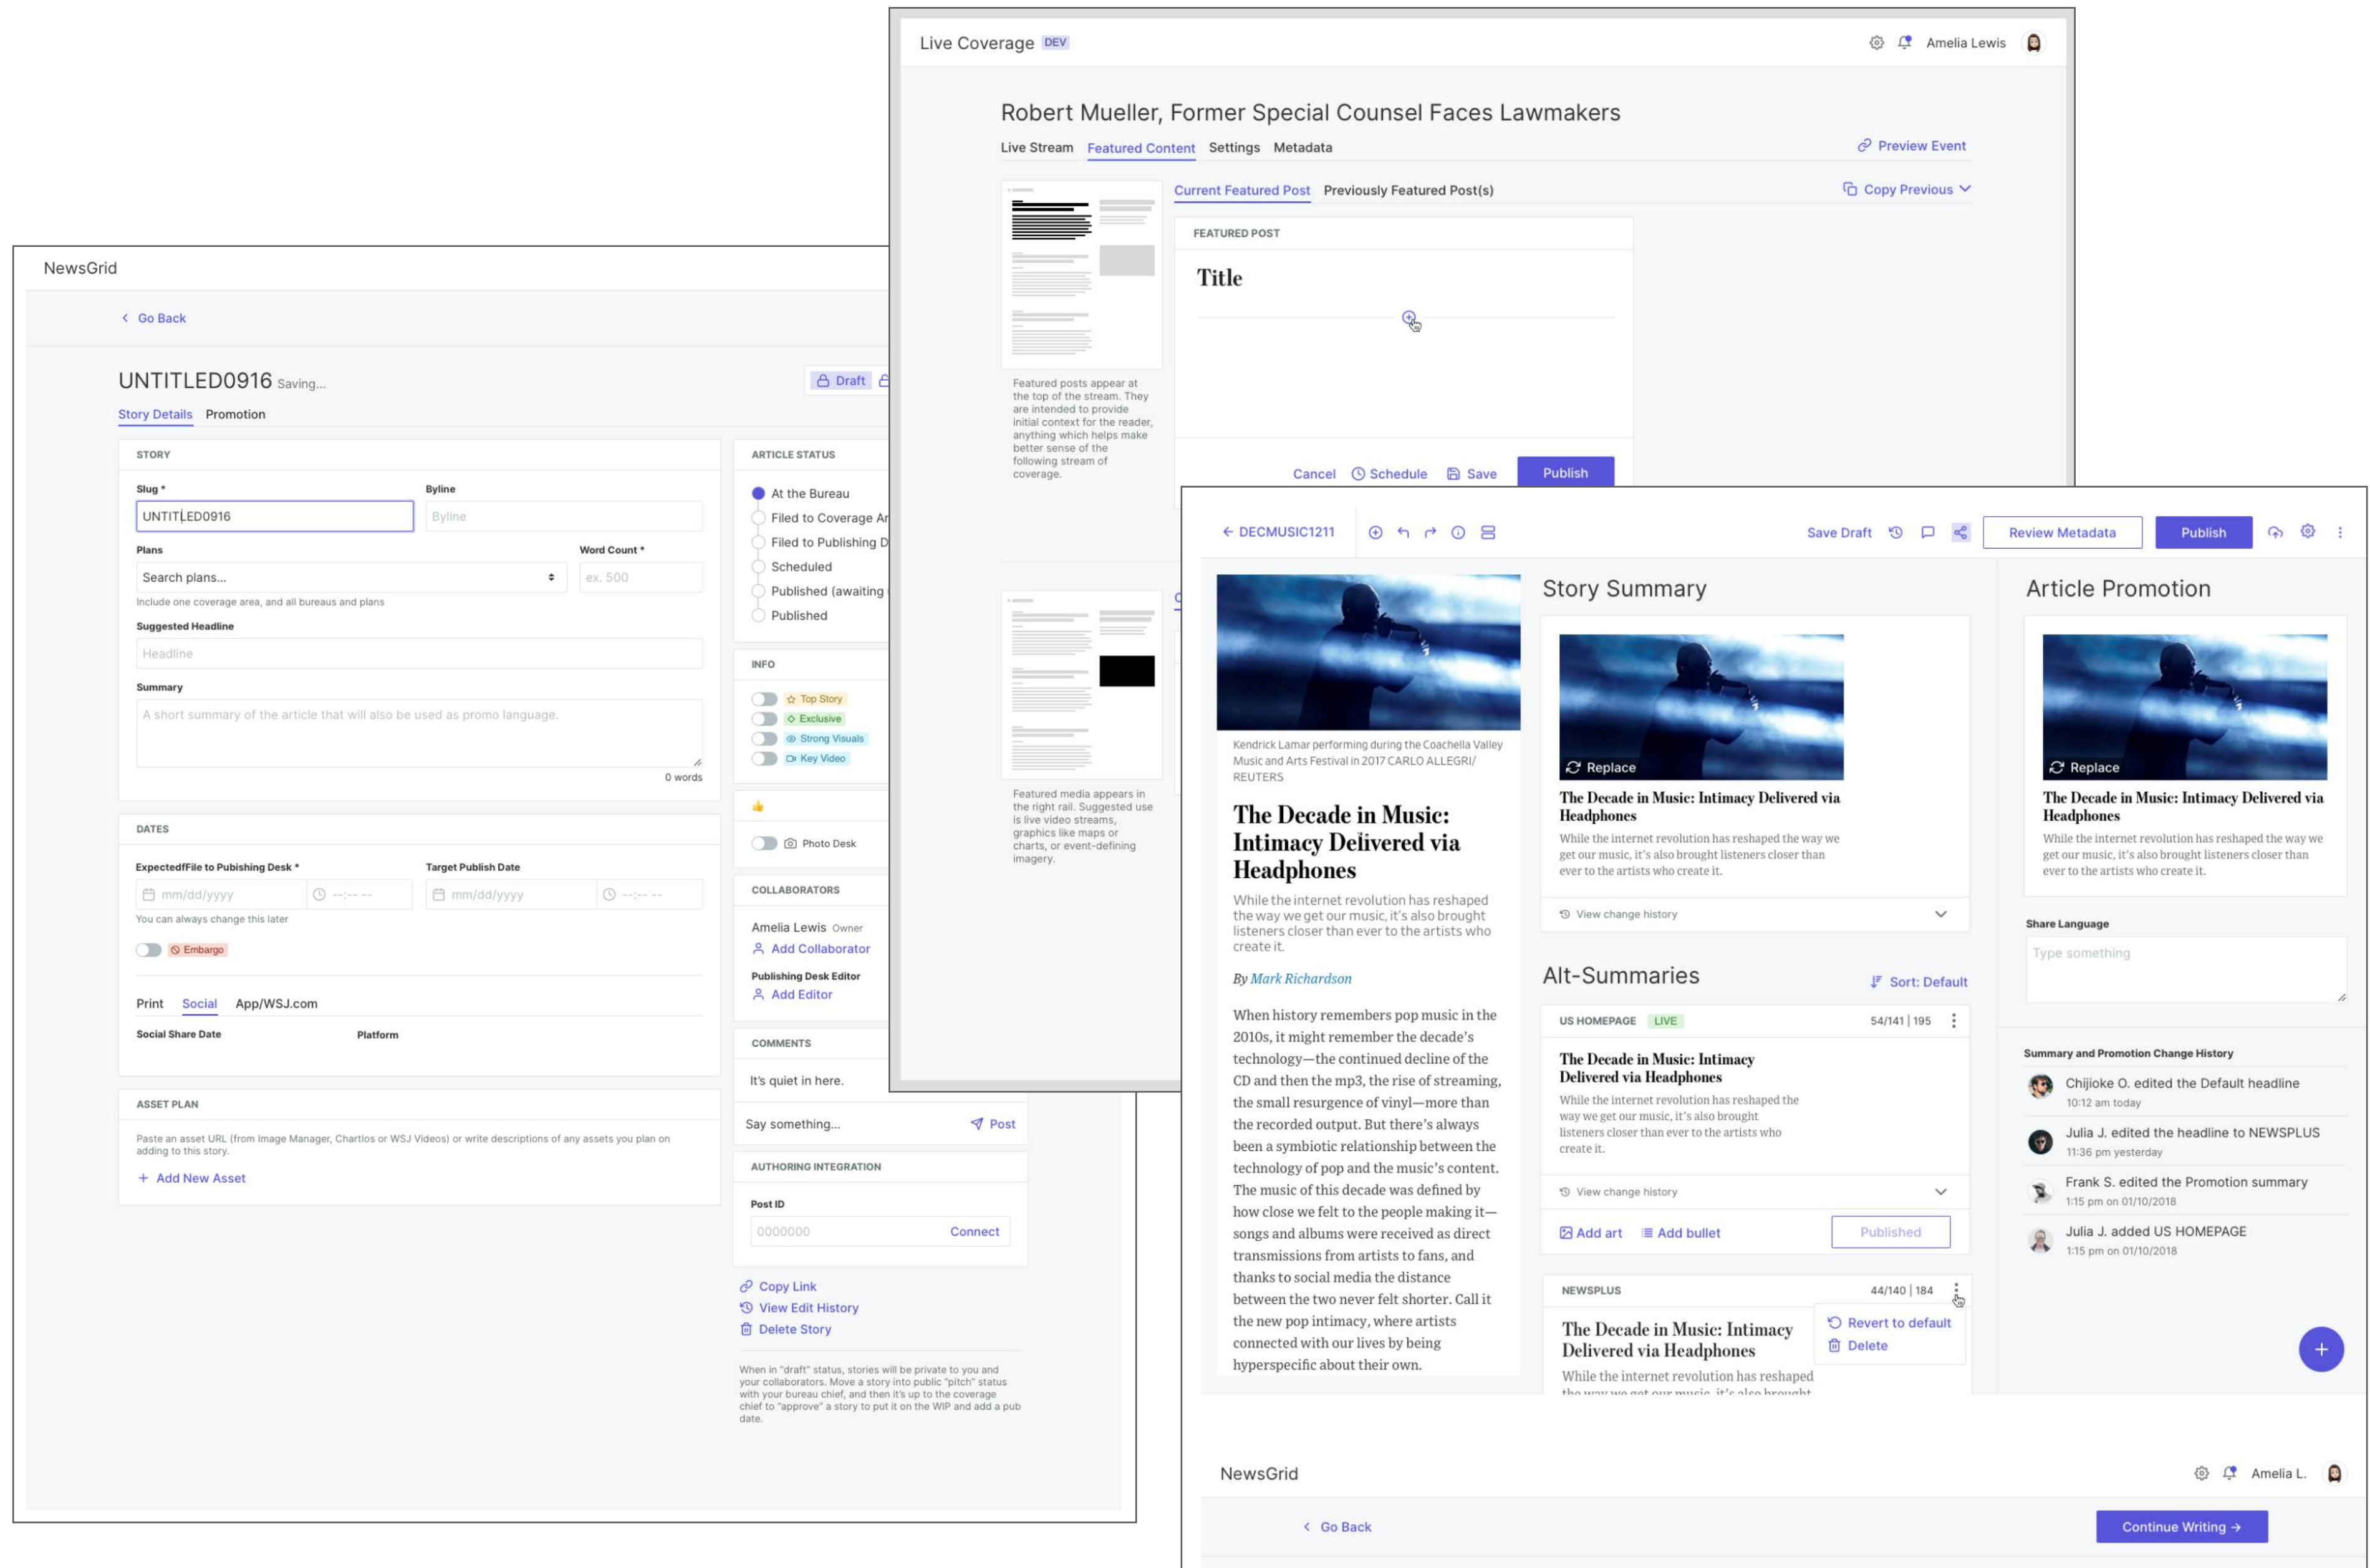 Live Coverage DEV
Amelia Lewis
Robert Mueller, Former Special Counsel Faces Lawmakers
Live Stream Featured Content Settings Metadata
Preview Event
Current Featured Post Previously Featured Post(s)
Copy Previous
FEATURED POST
Title
Featured posts appear at
the top of the stream. They
are intended to provide
initial context for the reader,
anything which helps make
better sense of the
following stream of
coverage.
Cancel Schedule Save Publish
Featured media appears in
the right rail. Suggested use
is live video streams,
graphics like maps or
charts, or event-defining
imagery.
NewsGrid
Go Back
UNTITLED0916 Saving...
Draft
Story Details Promotion
STORY
Slug * Byline
UNTITLED0916 Byline
Plans Word Count *
Search plans... ex. 500
Include one coverage area, and all bureaus and plans
Suggested Headline
Headline
Summary
A short summary of the article that will also be used as promo language.
0 words
DATES
ExpectedfFile to Pubishing Desk * Target Publish Date
mm/dd/yyyy --:-- -- mm/dd/yyyy --:-- --
You can always change this later
Embargo
Print Social App/WSJ.com
Social Share Date Platform
ASSET PLAN
Paste an asset URL (from Image Manager, Chartlos or WSJ Videos) or write descriptions of any assets you plan on
adding to this story.
+ Add New Asset
ARTICLE STATUS
At the Bureau
Filed to Coverage Ar
Filed to Publishing D
Scheduled
Published (awaiting
Published
INFO
Top Story
Exclusive
Strong Visuals
Key Video
Photo Desk
COLLABORATORS
Amelia Lewis Owner
Add Collaborator
Publishing Desk Editor
Add Editor
COMMENTS
It's quiet in here.
Say something... Post
AUTHORING INTEGRATION
Post ID
0000000 Connect
Copy Link
View Edit History
Delete Story
When in "draft" status, stories will be private to you and
your collaborators. Move a story into public "pitch" status
with your bureau chief, and then it's up to the coverage
chief to "approve" a story to put it on the WIP and add a pub
date.
← DECMUSIC1211
Save Draft Review Metadata Publish
Kendrick Lamar performing during the Coachella Valley
Music and Arts Festival in 2017 CARLO ALLEGRI/
REUTERS
The Decade in Music:
Intimacy Delivered via
Headphones
While the internet revolution has reshaped
the way we get our music, it's also brought
listeners closer than ever to the artists who
create it.
By Mark Richardson
When history remembers pop music in the
2010s, it might remember the decade's
technology—the continued decline of the
CD and then the mp3, the rise of streaming,
the small resurgence of vinyl—more than
the recorded output. But there's always
been a symbiotic relationship between the
technology of pop and the music's content.
The music of this decade was defined by
how close we felt to the people making it—
songs and albums were received as direct
transmissions from artists to fans, and
thanks to social media the distance
between the two never felt shorter. Call it
the new pop intimacy, where artists
connected with our lives by being
hyperspecific about their own.
Story Summary
Replace
The Decade in Music: Intimacy Delivered via
Headphones
While the internet revolution has reshaped the way we
get our music, it's also brought listeners closer than
ever to the artists who create it.
View change history
Alt-Summaries
Sort: Default
US HOMEPAGE LIVE 54/141 | 195
The Decade in Music: Intimacy
Delivered via Headphones
While the internet revolution has reshaped the
way we get our music, it's also brought
listeners closer than ever to the artists who
create it.
View change history
Add art Add bullet Published
NEWSPLUS 44/140 | 184
Revert to default
Delete
The Decade in Music: Intimacy
Delivered via Headphones
While the internet revolution has reshaped
the way we get our music, it's also brought
Article Promotion
Replace
The Decade in Music: Intimacy Delivered via
Headphones
While the internet revolution has reshaped the way we
get our music, it's also brought listeners closer than
ever to the artists who create it.
Share Language
Type something
Summary and Promotion Change History
Chijioke O. edited the Default headline
10:12 am today
Julia J. edited the headline to NEWSPLUS
11:36 pm yesterday
Frank S. edited the Promotion summary
1:15 pm on 01/10/2018
Julia J. added US HOMEPAGE
1:15 pm on 01/10/2018
NewsGrid
Amelia L.
Go Back
Continue Writing →